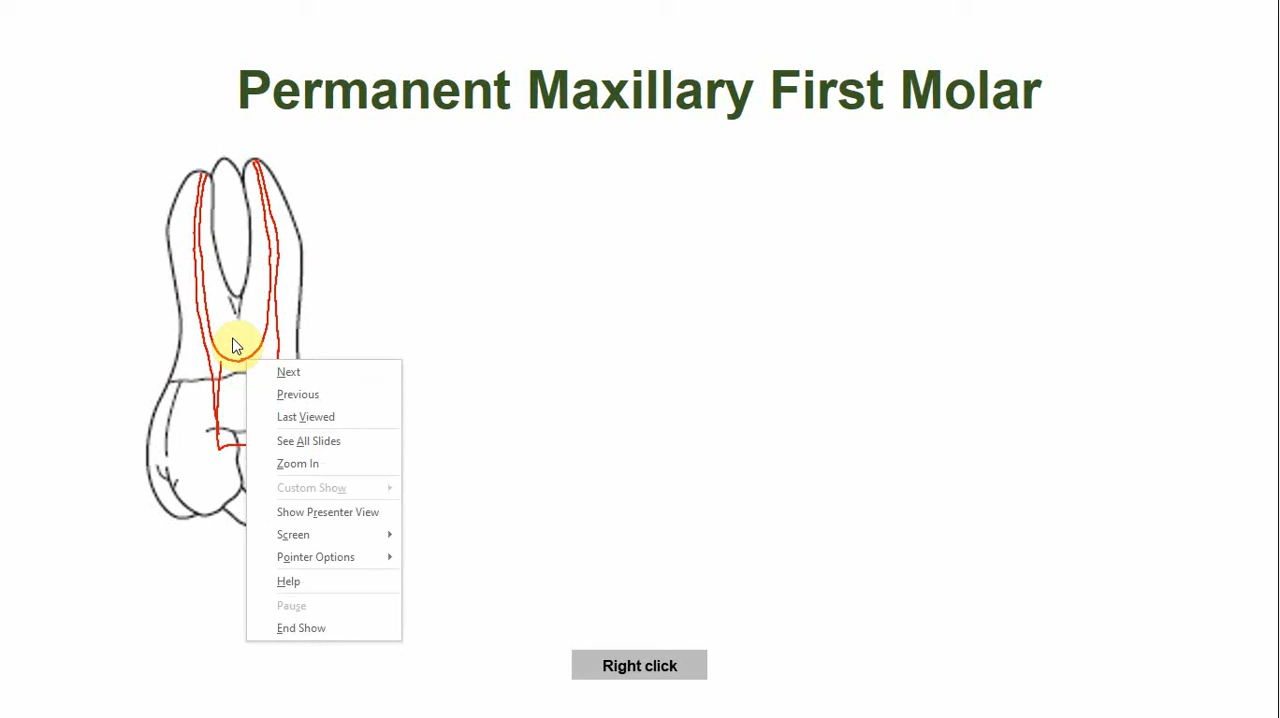 Permanent Maxillary First Molar
Next
Previous
Last Viewed
See All Slides
Zoom In
Custom Show
Show Presenter View
Screen
Pointer Options
Help
Pause
End Show
Right click